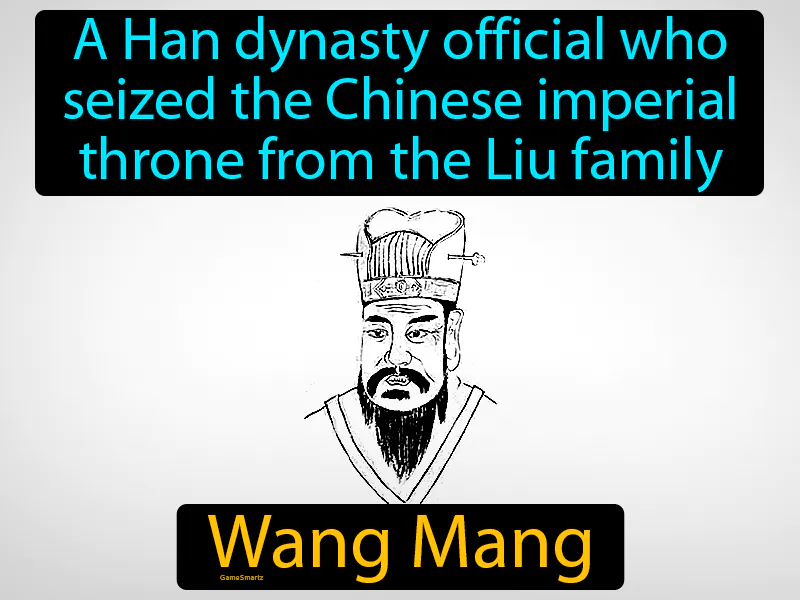 A Han dynasty official who
seized the Chinese imperial
throne from the Liu family
Wang Mang
GameSmartz